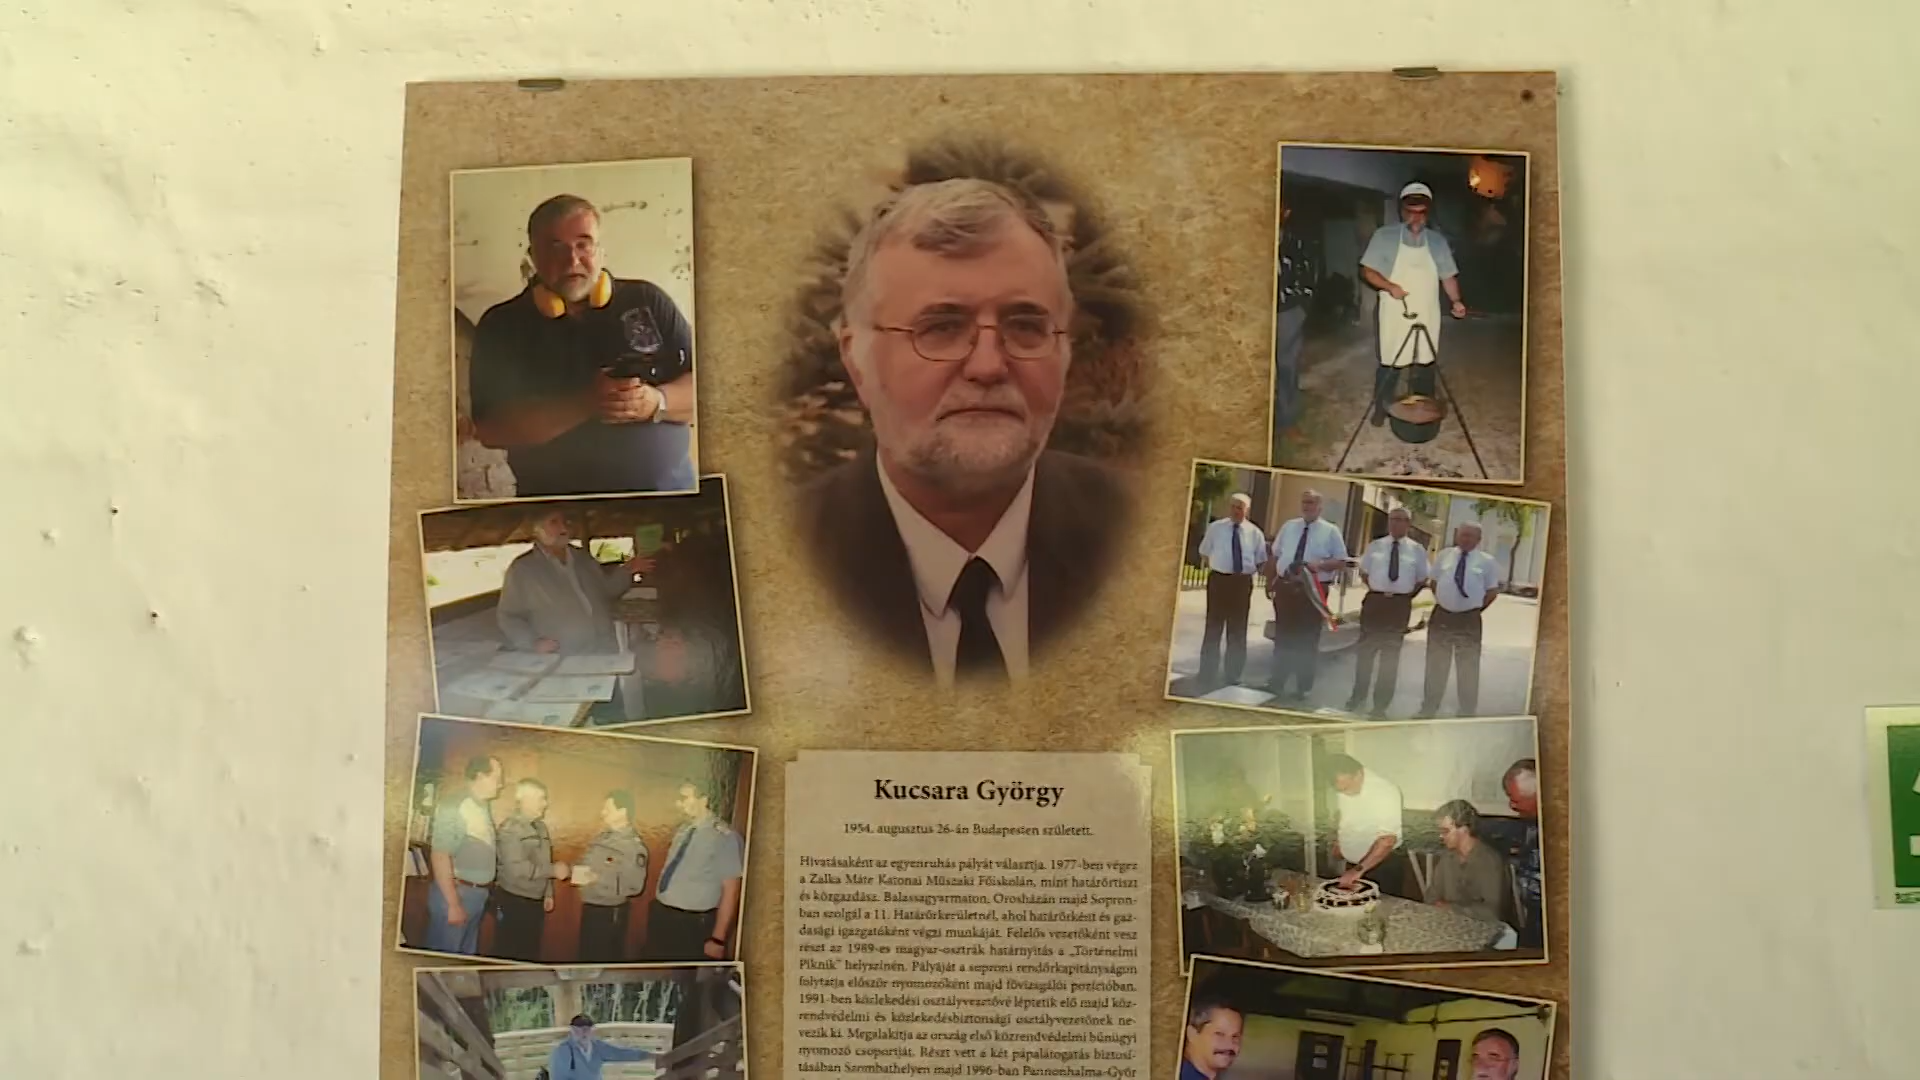 Kucsara György
1954. augusztus 26-án Budapesten született.
Hivatásaként az egyenruhás pályát választja. 1977-ben végez
a Zalka Máté Katonai Műszaki Főiskolán, mint határőrtiszt
és közgazdász. Balassagyarmaton, Orosházán majd Sopron-
ban szolgál a 11. Határőrkerületnél, ahol határőrként és gaz-
dasági igazgatóként végzi munkáját. Felelős vezetőként vesz
részt az 1989-es magyar-osztrák határnyitás a „Történelmi
Piknik" helyszínén. Pályáját a soproni rendőrkapitányságon
folytatja először nyomozóként majd fővizsgálói pozícióban.
1991-ben közlekedési osztályvezetővé léptetik elő majd köz-
rendvédelmi és közlekedésbiztonsági osztályvezetőnek ne-
vezik ki. Megalakítja az ország első közrendvédelmi bűnügyi
nyomozó csoportját. Részt vett a két pápalátogatás biztosí-
tásában Szombathelyen majd 1996-ban Pannonhalma-Győr